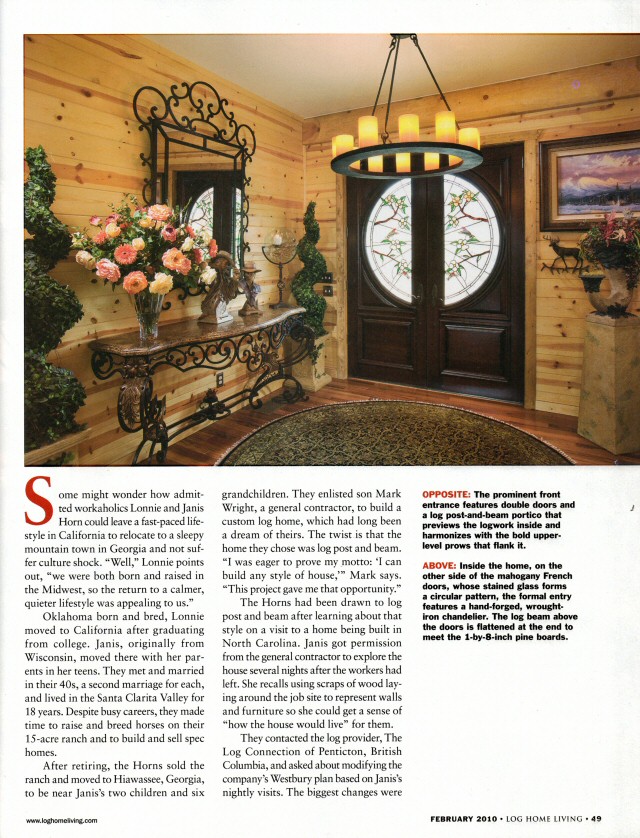 Some might wonder how admit-
ted workaholics Lonnie and Janis
Horn could leave a fast-paced life-
style in California to relocate to a sleepy
mountain town in Georgia and not suf-
fer culture shock. “Well,” Lonnie points
out, “we were both born and raised in
the Midwest, so the return to a calmer,
quieter lifestyle was appealing to us.”
Oklahoma born and bred, Lonnie
moved to California after graduating
from college. Janis, originally from
Wisconsin, moved there with her par-
ents in her teens. They met and married
in their 40s, a second marriage for each,
and lived in the Santa Clarita Valley for
18 years. Despite busy careers, they made
time to raise and breed horses on their
15-acre ranch and to build and sell spec
homes.
After retiring, the Horns sold the
ranch and moved to Hiawassee, Georgia,
to be near Janis’s two children and six
grandchildren. They enlisted son Mark
Wright, a general contractor, to build a
custom log home, which had long been
a dream of theirs. The twist is that the
home they chose was log post and beam.
“I was eager to prove my motto: ‘I can
build any style of house,’” Mark says.
“This project gave me that opportunity.”
The Horns had been drawn to log
post and beam after learning about that
style on a visit to a home being built in
North Carolina. Janis got permission
from the general contractor to explore the
house several nights after the workers had
left. She recalls using scraps of wood lay-
ing around the job site to represent walls
and furniture so she could get a sense of
“how the house would live” for them.
They contacted the log provider, The
Log Connection of Penticton, British
Columbia, and asked about modifying the
company’s Westbury plan based on Janis’s
nightly visits. The biggest changes were
OPPOSITE: The prominent front
entrance features double doors and
a log post-and-beam portico that
previews the logwork inside and
harmonizes with the bold upper-
level prows that flank it.
ABOVE: Inside the home, on the
other side of the mahogany French
doors, whose stained glass forms
a circular pattern, the formal entry
features a hand-forged, wrought-
iron chandelier. The log beam above
the doors is flattened at the end to
meet the 1-by-8-inch pine boards.
www.loghomeliving.com
FEBRUARY 2010 • LOG HOME LIVING • 49